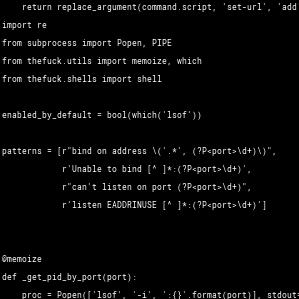 return replace_argument(command.script, 'set-url', 'add
import re
from subprocess import Popen, PIPE
from thefuck.utils import memoize, which
from thefuck.shells import shell
enabled_by_default = bool(which('lsof'))
patterns = [r"bind on address \('.*', (?P<port>\d+)\)",
r'Unable to bind [^ ]*:(?P<port>\d+)',
r"can't listen on port (?P<port>\d+)",
r'listen EADDRINUSE [^ ]*:(?P<port>\d+)']
@memoize
def _get_pid_by_port(port):
proc = Popen(['lsof', '-i', ':{}'.format(port)], stdout=